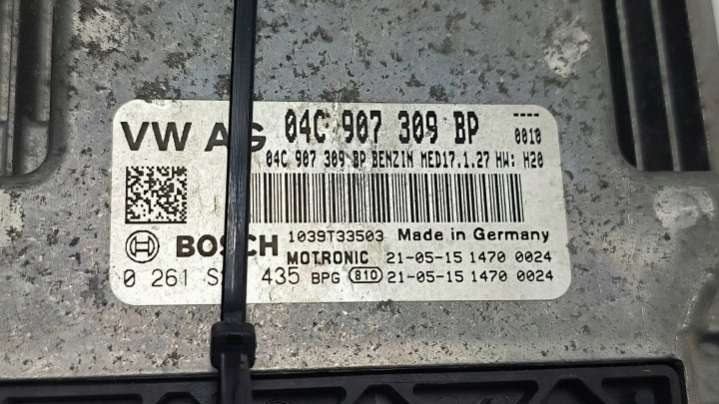 ----
VW AG 04C 907 309 BP 0010
04C 907 309 BP BENZIN MED17.1.27 HW: H20
BOSCH 1039T33503 Made in Germany
MOTRONIC 21-05-15 1470 0024
0 261 435 BPG 810 21-05-15 1470 0024